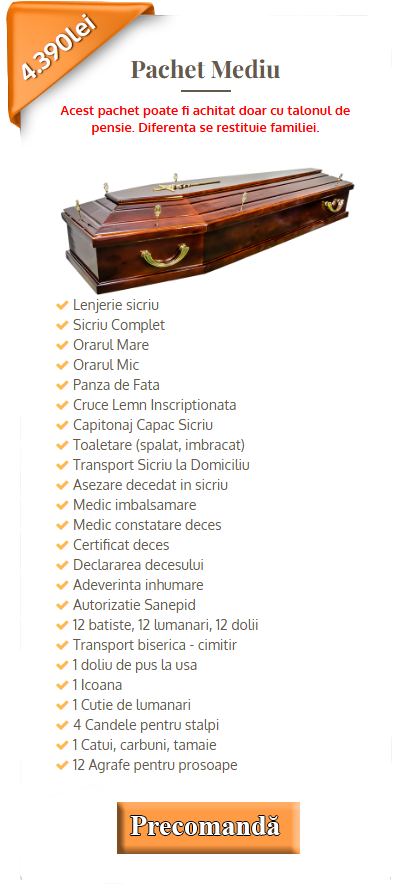 4.390lei
Pachet Mediu
Acest pachet poate fi achitat doar cu talonul de
pensie. Diferenta se restituie familiei.
Lenjerie sicriu
Sicriu Complet
Orarul Mare
Orarul Mic
Panza de Fata
Cruce Lemn Inscriptionata
Capitonaj Capac Sicriu
Toaletare (spalat, imbracat)
Transport Sicriu la Domiciliu
Asezare decedat in sicriu
Medic imbalsamare
Medic constatare deces
Certificat deces
Declararea decesului
Adeverinta inhumare
Autorizatie Sanepid
12 batiste, 12 lumanari, 12 dolii
Transport biserica - cimitir
1 doliu de pus la usa
1 Icoana
1 Cutie de lumanari
4 Candele pentru stalpi
1 Catui, carbuni, tamaie
12 Agrafe pentru prosoape
Precomandă